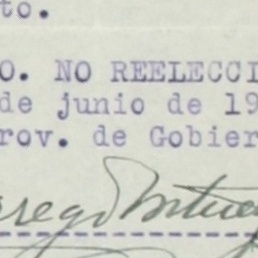 to.
O. NO REELECCI
de junio de 19
rov. de Gobier